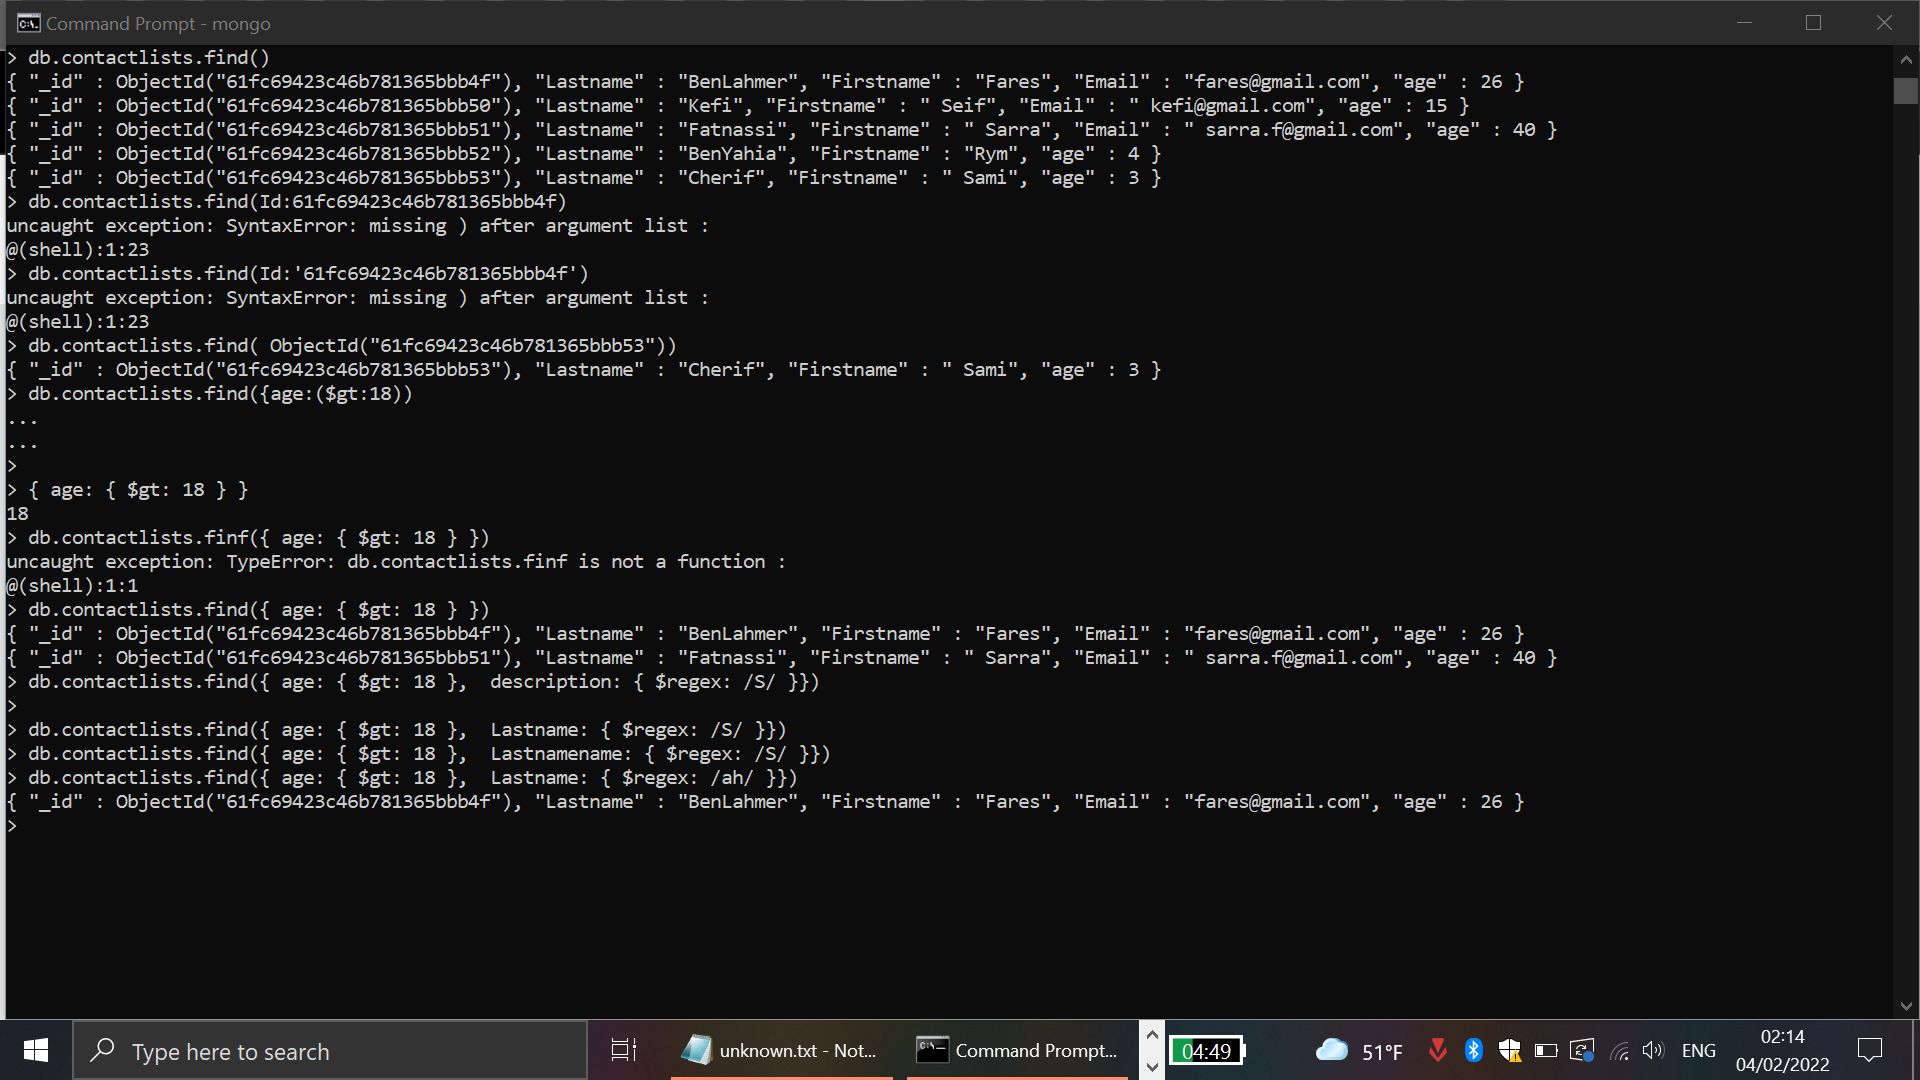 Command Prompt - mongo
> db.contactlists.find()
{ "_id" : ObjectId("61fc69423c46b781365bbb4f"), "Lastname" : "BenLahmer", "Firstname" : "Fares", "Email" : "fares@gmail.com", "age" : 26 }
{ "_id" : ObjectId("61fc69423c46b781365bbb50"), "Lastname" : "Kefi", "Firstname" : " Seif", "Email" : " kefi@gmail.com", "age" : 15 }
{ "_id" : ObjectId("61fc69423c46b781365bbb51"), "Lastname" : "Fatnassi", "Firstname" : " Sarra", "Email" : " sarra.f@gmail.com", "age" : 40 }
{ "_id" : ObjectId("61fc69423c46b781365bbb52"), "Lastname" : "BenYahia", "Firstname" : "Rym", "age" : 4 }
{ "_id" : ObjectId("61fc69423c46b781365bbb53"), "Lastname" : "Cherif", "Firstname" : " Sami", "age" : 3 }
> db.contactlists.find(Id:61fc69423c46b781365bbb4f)
uncaught exception: SyntaxError: missing ) after argument list :
@(shell):1:23
> db.contactlists.find(Id:'61fc69423c46b781365bbb4f')
uncaught exception: SyntaxError: missing ) after argument list :
@(shell):1:23
> db.contactlists.find( ObjectId("61fc69423c46b781365bbb53"))
{ "_id" : ObjectId("61fc69423c46b781365bbb53"), "Lastname" : "Cherif", "Firstname" : " Sami", "age" : 3 }
> db.contactlists.find({age:($gt:18))
...
...
>
> { age: { $gt: 18 } }
18
> db.contactlists.finf({ age: { $gt: 18 } })
uncaught exception: TypeError: db.contactlists.finf is not a function :
@(shell):1:1
> db.contactlists.find({ age: { $gt: 18 } })
{ "_id" : ObjectId("61fc69423c46b781365bbb4f"), "Lastname" : "BenLahmer", "Firstname" : "Fares", "Email" : "fares@gmail.com", "age" : 26 }
{ "_id" : ObjectId("61fc69423c46b781365bbb51"), "Lastname" : "Fatnassi", "Firstname" : " Sarra", "Email" : " sarra.f@gmail.com", "age" : 40 }
> db.contactlists.find({ age: { $gt: 18 },  description: { $regex: /S/ }})
>
> db.contactlists.find({ age: { $gt: 18 },  Lastname: { $regex: /S/ }})
> db.contactlists.find({ age: { $gt: 18 },  Lastnamename: { $regex: /S/ }})
> db.contactlists.find({ age: { $gt: 18 },  Lastname: { $regex: /ah/ }})
{ "_id" : ObjectId("61fc69423c46b781365bbb4f"), "Lastname" : "BenLahmer", "Firstname" : "Fares", "Email" : "fares@gmail.com", "age" : 26 }
>
Type here to search
unknown.txt - Not...
Command Prompt...
04:49
51°F
ENG
02:14
04/02/2022